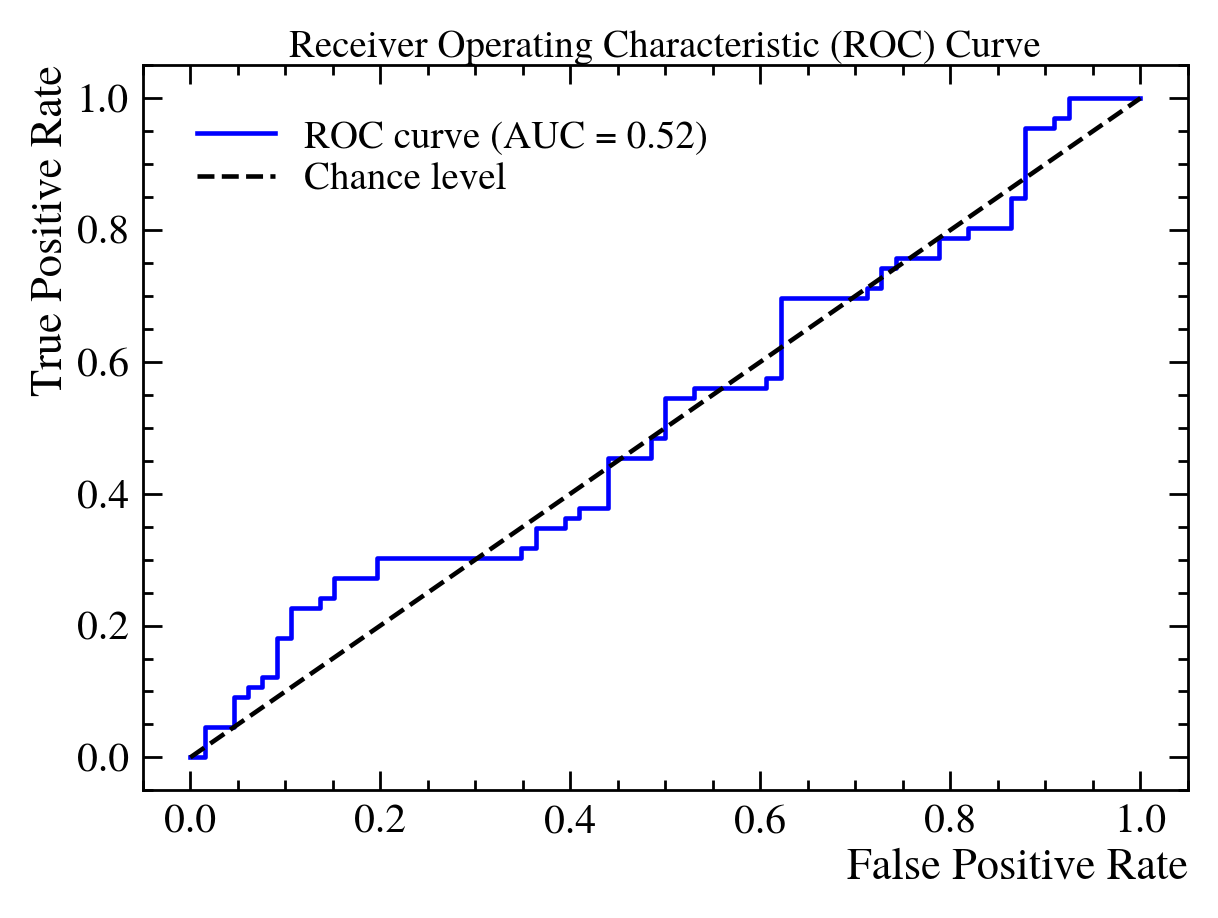 Receiver Operating Characteristic (ROC) Curve
True Positive Rate
1.0
0.8
0.6
0.4
0.2
0.0
ROC curve (AUC = 0.52)
Chance level
0.0 0.2 0.4 0.6 0.8 1.0
False Positive Rate